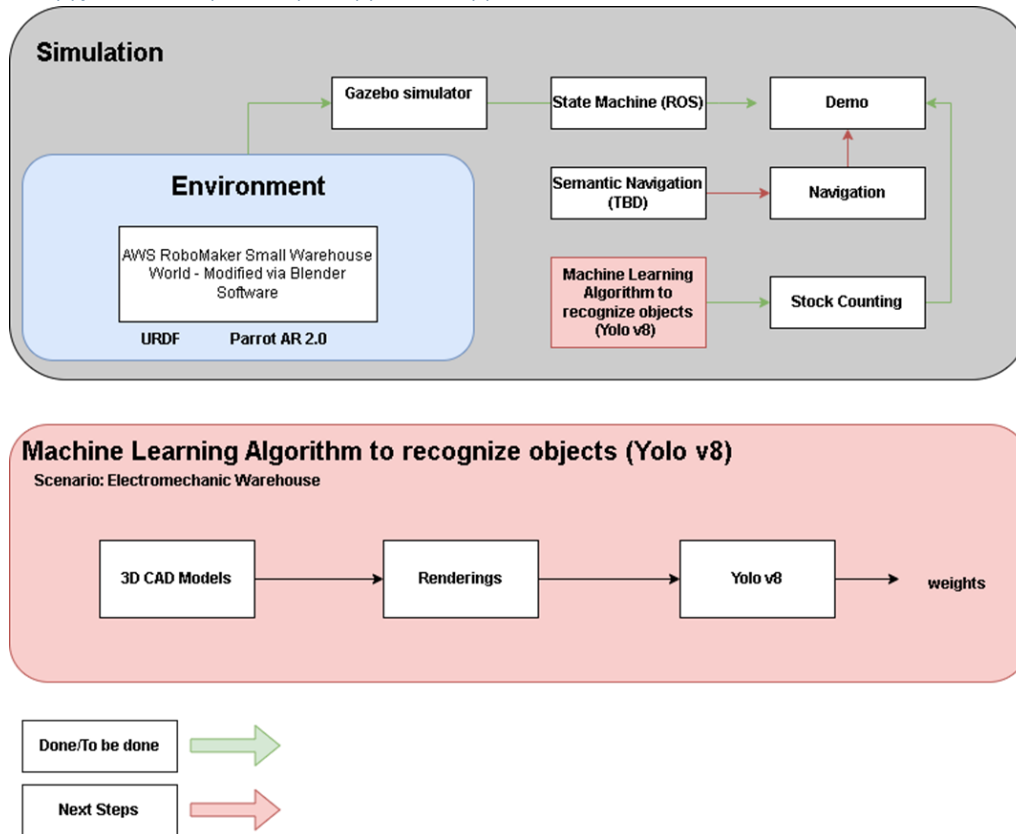 Simulation
Gazebo simulator
State Machine (ROS)
Demo
Environment
AWS RoboMaker Small Warehouse
World - Modified via Blender
Software
URDF
Parrot AR 2.0
Semantic Navigation
(TBD)
Navigation
Machine Learning
Algorithm to
recognize objects
(Yolo v8)
Stock Counting
Machine Learning Algorithm to recognize objects (Yolo v8)
Scenario: Electromechanic Warehouse
3D CAD Models
Renderings
Yolo v8
weights
Done/To be done
Next Steps